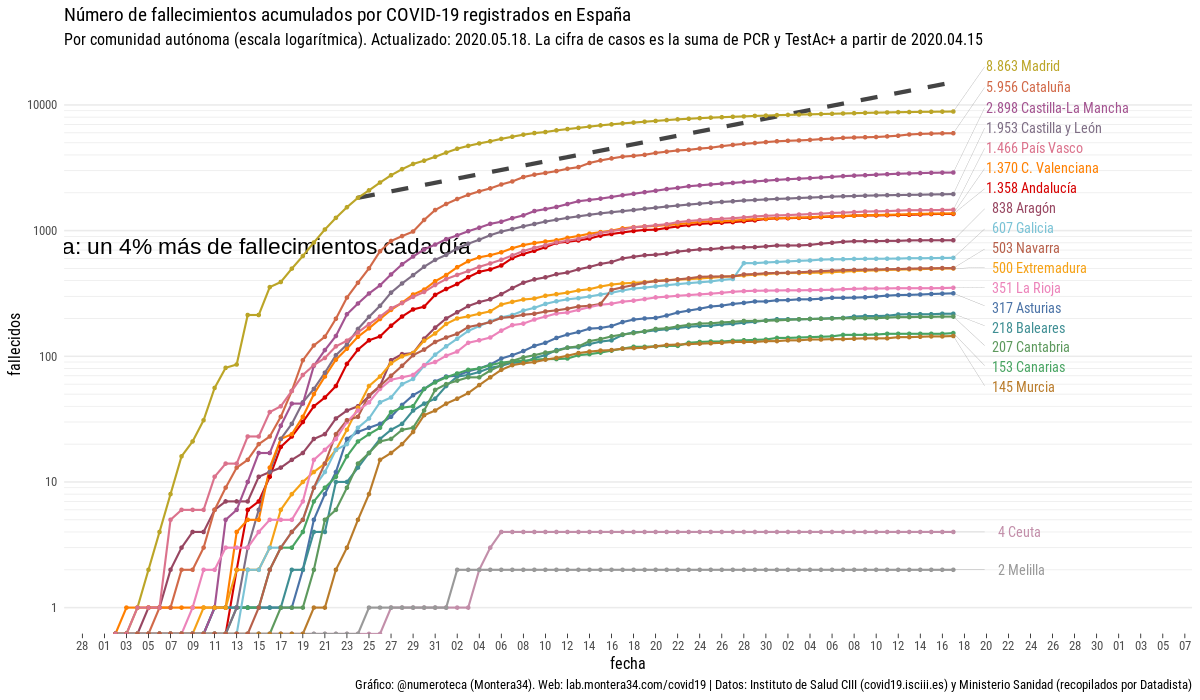 Número de fallecimientos acumulados por COVID-19 registrados en España
Por comunidad autónoma (escala logarítmica). Actualizado: 2020.05.18. La cifra de casos es la suma de PCR y TestAc+ a partir de 2020.04.15
8.863 Madrid
5.956 Cataluña
10000
2.898 Castilla-La Mancha
1.953 Castilla y León
1.466 País Vasco
1.370 C. Valenciana
1.358 Andalucía
838 Aragón
607 Galicia
1000
a: un 4% más de fallecimientos cada día
503 Navarra
500 Extremadura
351 La Rioja
317 Asturias
218 Baleares
207 Cantabria
100
153 Canarias
145 Murcia
fallecidos
10
4 Ceuta
2 Melilla
1
28 01 03 05 07 09 11 13 15 17 19 21 23 25 27 29 31 02 04 06 08 10 12 14 16 18 20 22 24 26 28 30 02 04 06 08 10 12 14 16 18 20 22 24 26 28 30 01 03 05 07
fecha
Gráfico: @numeroteca (Montera34). Web: lab.montera34.com/covid19 | Datos: Instituto de Salud CIII (covid19.isciii.es) y Ministerio Sanidad (recopilados por Datadista)